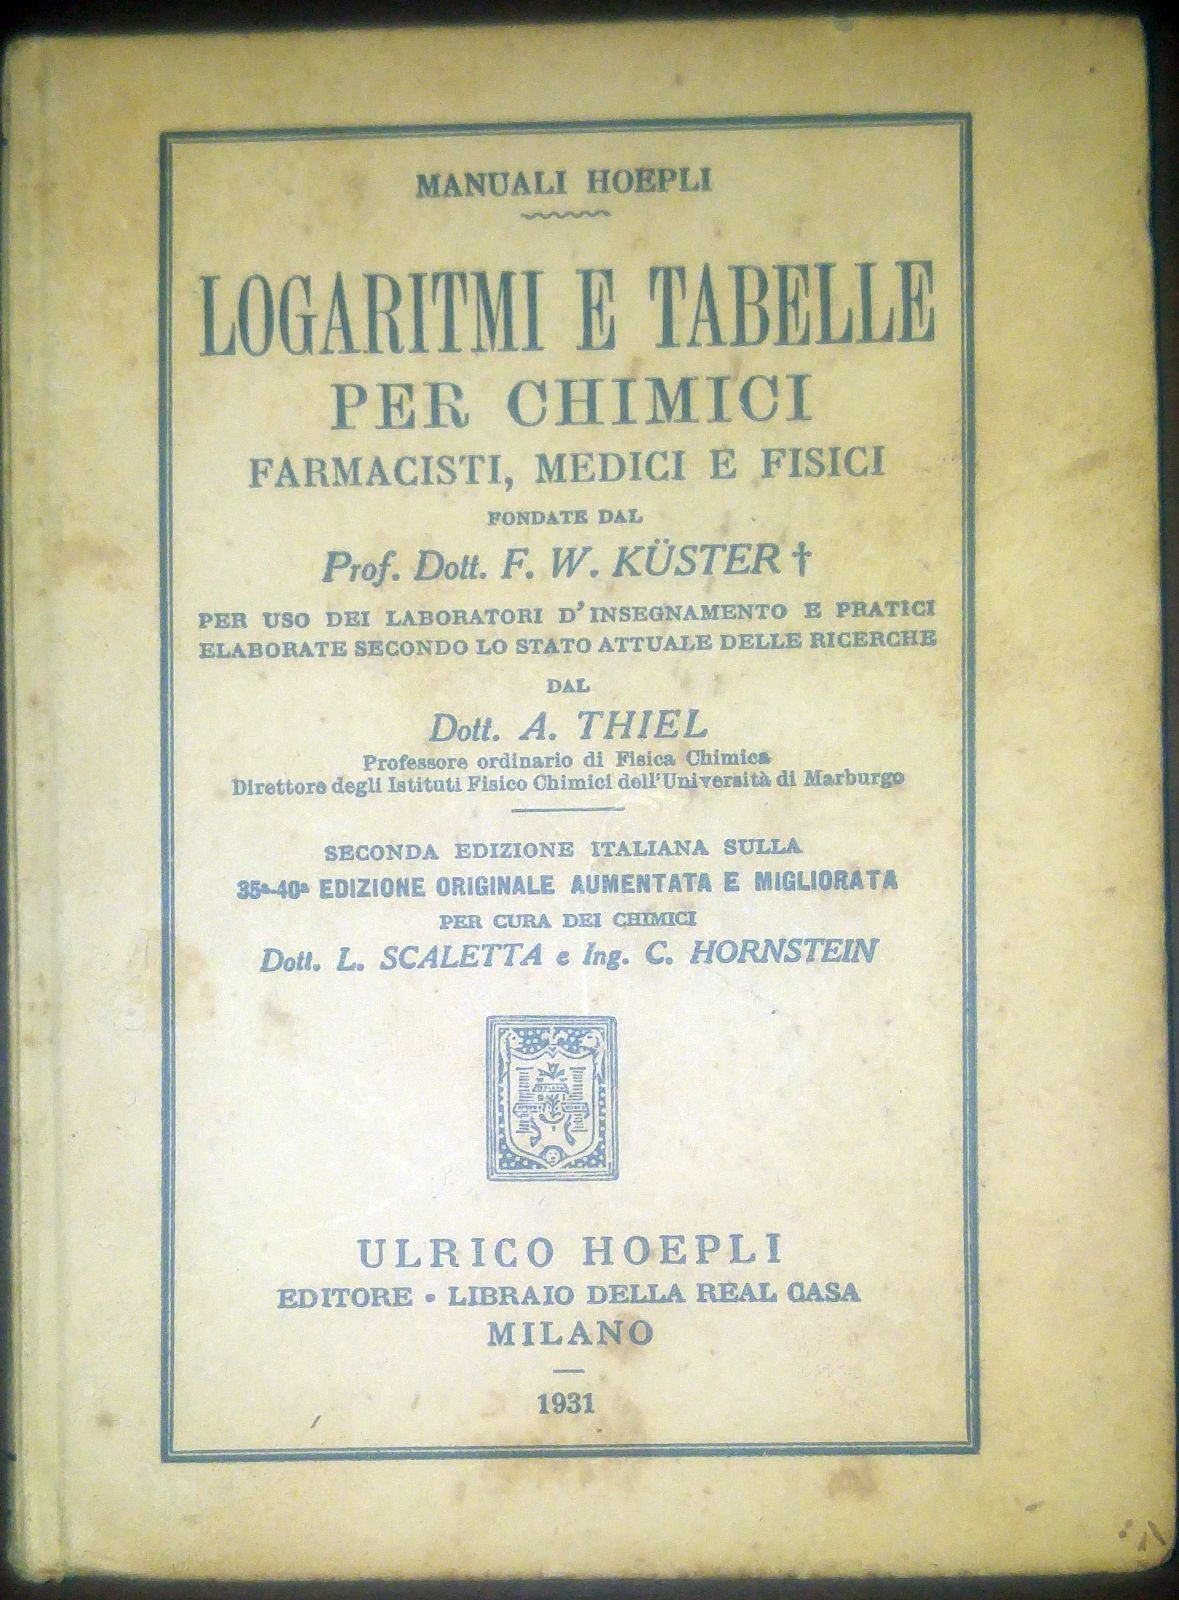 MANUALI HOEPLI
LOGARITMI E TABELLE
PER CHIMICI
FARMACISTI, MEDICI E FISICI
FONDATE DAL
Prof. Dott. F. W. KÜSTER †
PER USO DEI LABORATORI D'INSEGNAMENTO E PRATICI
ELABORATE SECONDO LO STATO ATTUALE DELLE RICERCHE
DAL
Dott. A. THIEL
Professore ordinario di Fisica Chimica
Direttore degli Istituti Fisico Chimici dell'Università di Marburgo
SECONDA EDIZIONE ITALIANA SULLA
35ª-40ª EDIZIONE ORIGINALE AUMENTATA E MIGLIORATA
PER CURA DEI CHIMICI
Dott. L. SCALETTA e Ing. C. HORNSTEIN
ULRICO HOEPLI
EDITORE • LIBRAIO DELLA REAL CASA
MILANO
1931